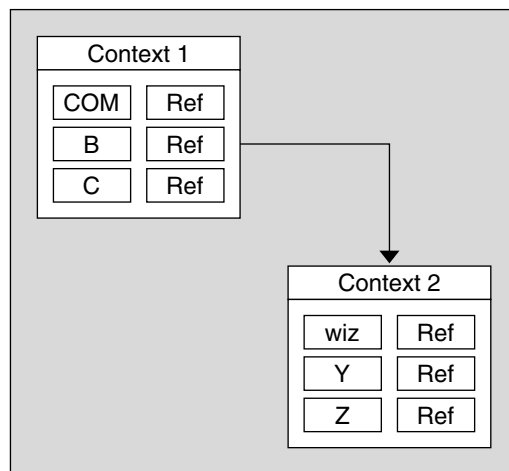 Context 1
COM Ref
B Ref
C Ref
Context 2
wiz Ref
Y Ref
Z Ref